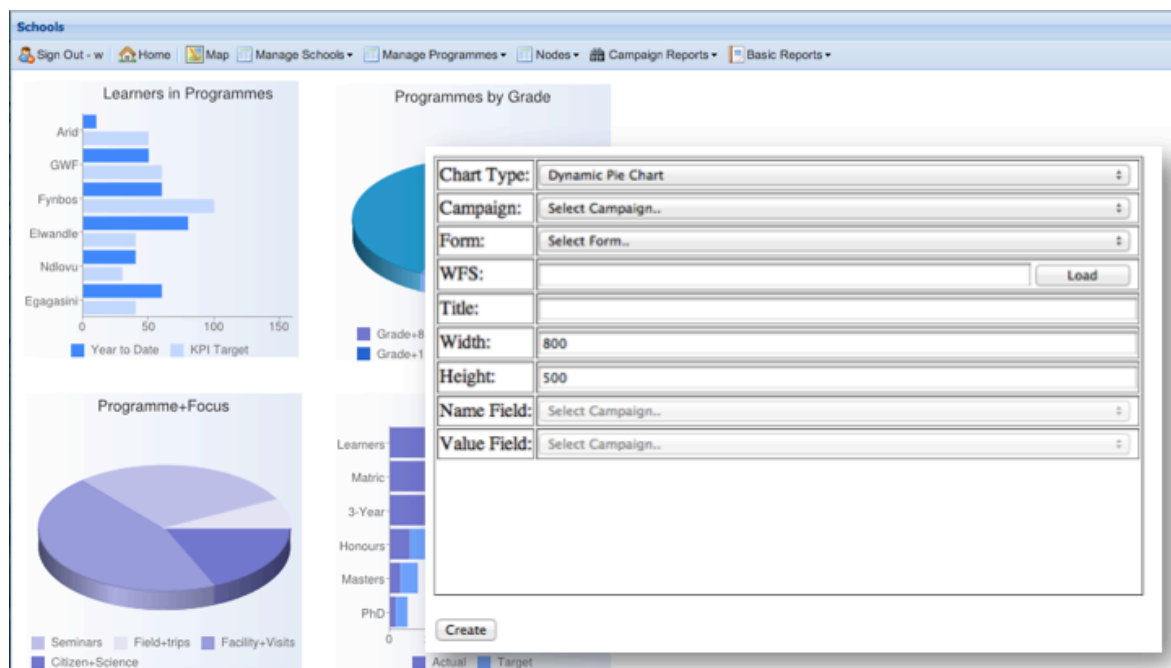 Schools
Sign Out - w Home Map Manage Schools Manage Programmes Nodes Campaign Reports Basic Reports
Learners in Programmes
Arid
GWF
Fynbos
Elwandle
Ndlovu
Egagasini
0 50 100 150
Year to Date KPI Target
Programmes by Grade
Grade+8
Grade+1
Chart Type: Dynamic Pie Chart
Campaign: Select Campaign..
Form: Select Form..
WFS: Load
Title:
Width: 800
Height: 500
Name Field: Select Campaign..
Value Field: Select Campaign..
Create
Programme+Focus
Seminars Field+trips Facility+Visits
Citizen+Science
Learners
Matric
3-Year
Honours
Masters
PhD
0
Actual Target